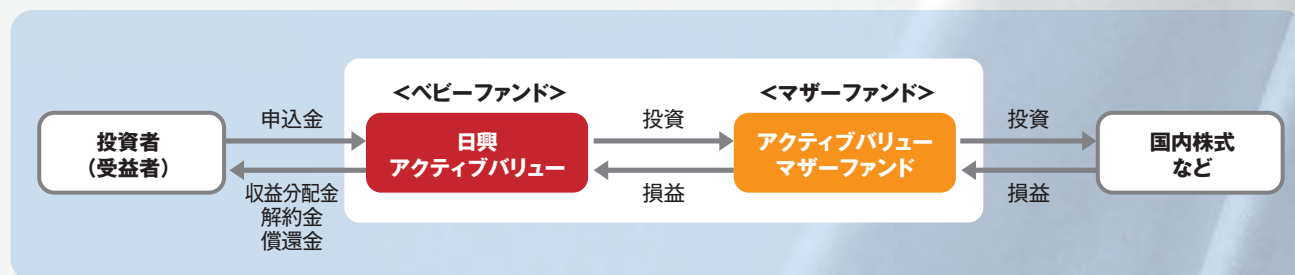 <ベビーファンド>
<マザーファンド>
投資者
(受益者)
申込金
収益分配金
解約金
償還金
日興
アクティブバリュー
投資
損益
アクティブバリュー
マザーファンド
投資
損益
国内株式
など